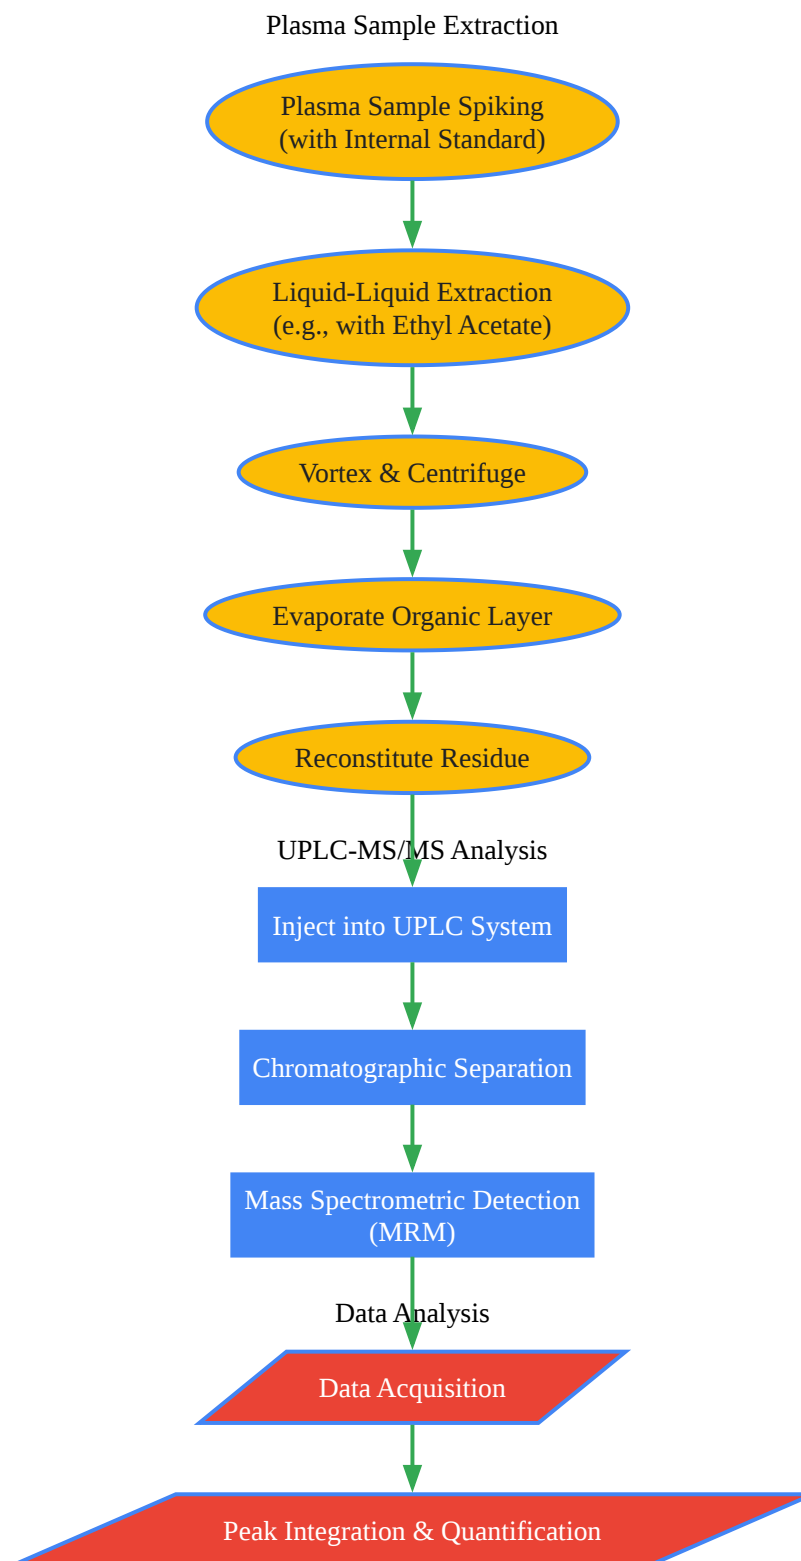 Plasma Sample Extraction
Plasma Sample Spiking
(with Internal Standard)
Liquid-Liquid Extraction
(e.g., with Ethyl Acetate)
Vortex & Centrifuge
Evaporate Organic Layer
Reconstitute Residue
UPLC-MS/MS Analysis
Inject into UPLC System
Chromatographic Separation
Mass Spectrometric Detection
(MRM)
Data Analysis
Data Acquisition
Peak Integration & Quantification